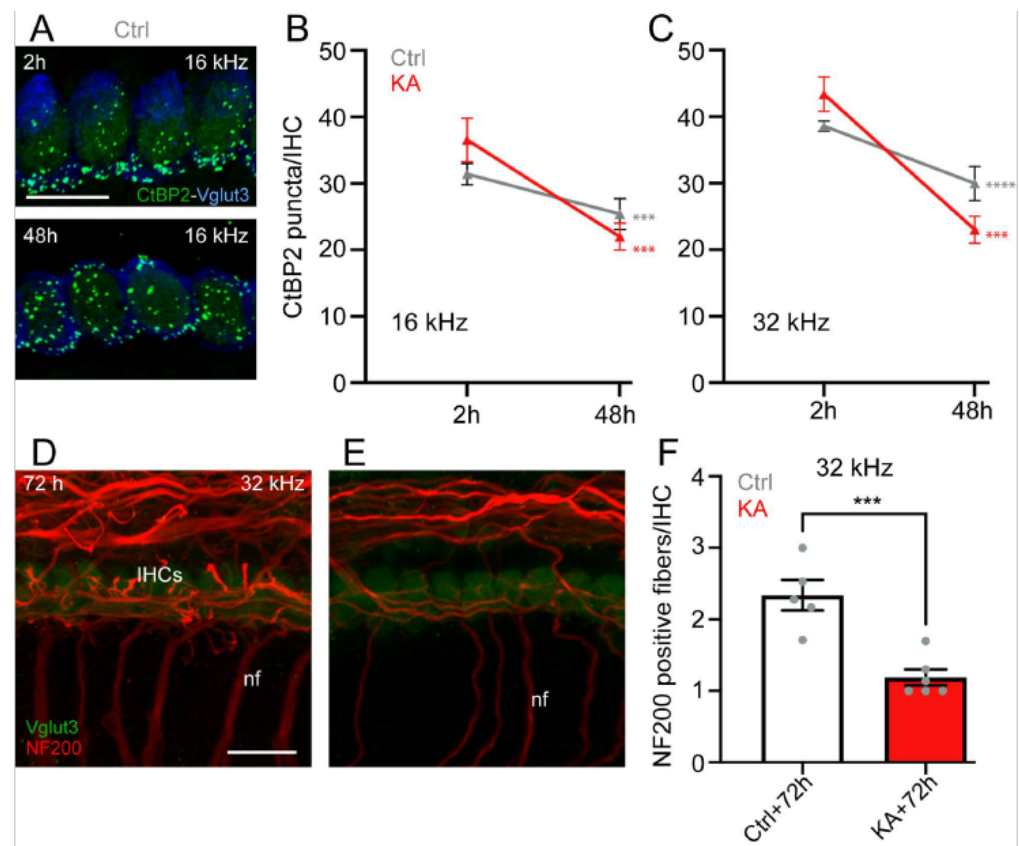 A
Ctrl
2h
16 kHz
CtBP2-Vglut3
48h
16 kHz
B
50
40
30
20
10
0
CtBP2 puncta/IHC
Ctrl
KA
***
***
16 kHz
2h
48h
C
50
40
30
20
10
0
****
***
32 kHz
2h
48h
D
72 h
32 kHz
IHCs
nf
Vglut3
NF200
E
nf
F
32 kHz
Ctrl
KA
***
4
3
2
1
0
NF200 positive fibers/IHC
Ctrl+72h
KA+72h